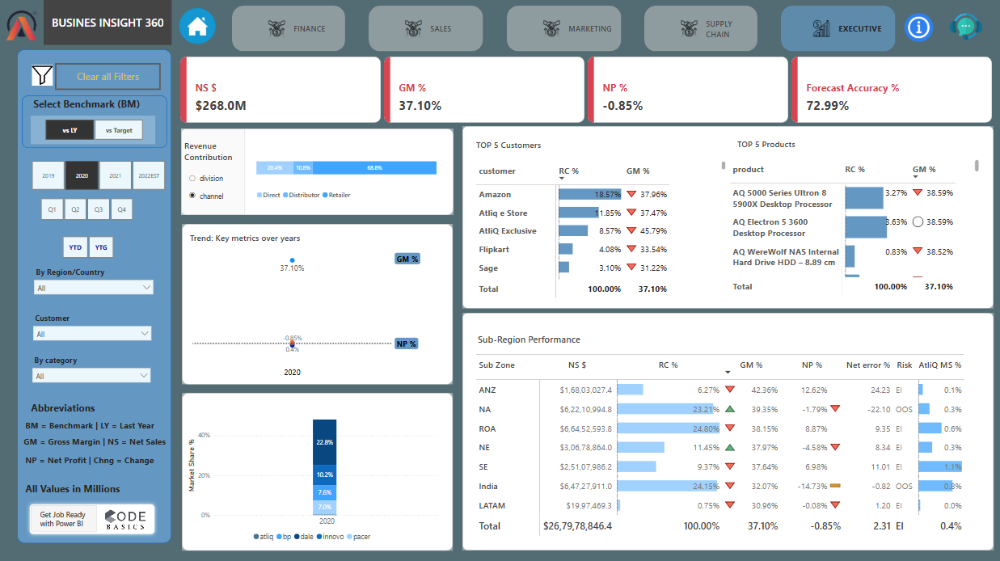 BUSINES INSIGHT 360
FINANCE
SALES
MARKETING
SUPPLY
CHAIN
EXECUTIVE
Clear all Filters
Select Benchmark (BM)
vs LY
vs Target
2019
2020
2021
2022EST
Q1
Q2
Q3
Q4
YTD
YTG
By Region/Country
All
Customer
All
By category
All
Abbreviations
BM = Benchmark | LY = Last Year
GM = Gross Margin | NS = Net Sales
NP = Net Profit | Chng = Change
All Values in Millions
Get Job Ready
with Power BI
CODE
BASICS
NS $
$268.0M
GM %
37.10%
NP %
-0.85%
Forecast Accuracy %
72.99%
Revenue
Contribution
division
channel
20.4% 10.8% 68.8%
Direct Distributor Retailer
Trend: Key metrics over years
37.10%
GM %
-0.85%
0.4%
NP %
2020
Market Share %
40%
20%
0%
22.8%
10.2%
7.6%
7.0%
2020
atliq bp dale innovo pacer
TOP 5 Customers
customer RC % GM %
Amazon 18.57% 37.96%
Atliq e Store 11.85% 37.47%
AtliQ Exclusive 8.57% 45.79%
Flipkart 4.08% 33.54%
Sage 3.10% 31.22%
Total 100.00% 37.10%
TOP 5 Products
product RC % GM %
AQ 5000 Series Ultron 8 3.27% 38.59%
5900X Desktop Processor
AQ Electron 5 3600 3.63% 38.59%
Desktop Processor
AQ WereWolf NAS Internal 0.83% 38.52%
Hard Drive HDD – 8.89 cm
Total 100.00% 37.10%
Sub-Region Performance
Sub Zone NS $ RC % GM % NP % Net error % Risk AtliQ MS %
ANZ $1,68,03,027.4 6.27% 42.36% 12.62% 24.23 EI 0.1%
NA $6,22,10,994.8 23.21% 39.35% -1.79% -22.10 OOS 0.3%
ROA $6,64,52,593.8 24.80% 38.15% 8.87% 9.35 EI 0.6%
NE $3,06,78,864.0 11.45% 37.97% -4.58% 8.34 EI 0.3%
SE $2,51,07,986.2 9.37% 37.64% 6.98% 11.01 EI 1.1%
India $6,47,27,911.0 24.15% 32.07% -14.73% -0.82 OOS 0.8%
LATAM $19,97,469.3 0.75% 30.96% -0.08% 1.20 EI 0.0%
Total $26,79,78,846.4 100.00% 37.10% -0.85% 2.31 EI 0.4%